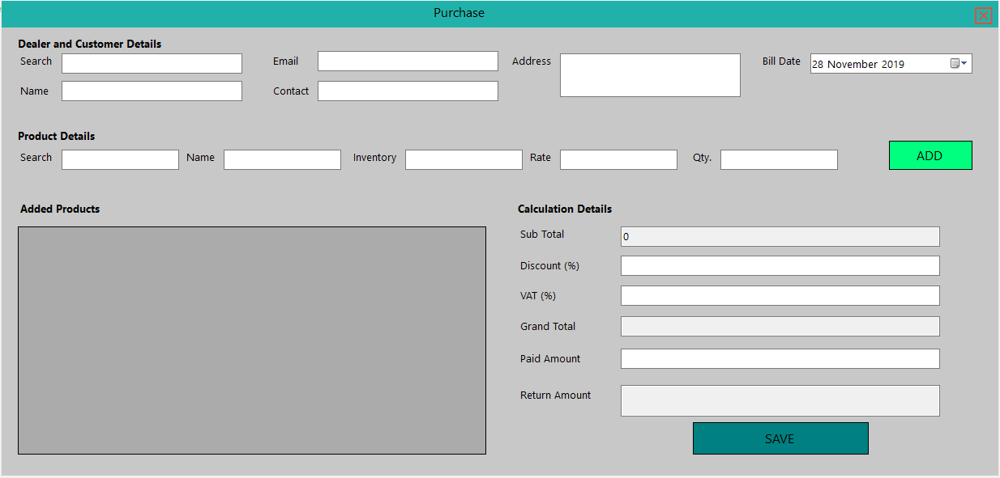 Purchase
Dealer and Customer Details
Search Email Address Bill Date 28 November 2019
Name Contact
Product Details
Search Name Inventory Rate Qty. ADD
Added Products Calculation Details
Sub Total 0
Discount (%)
VAT (%)
Grand Total
Paid Amount
Return Amount
SAVE